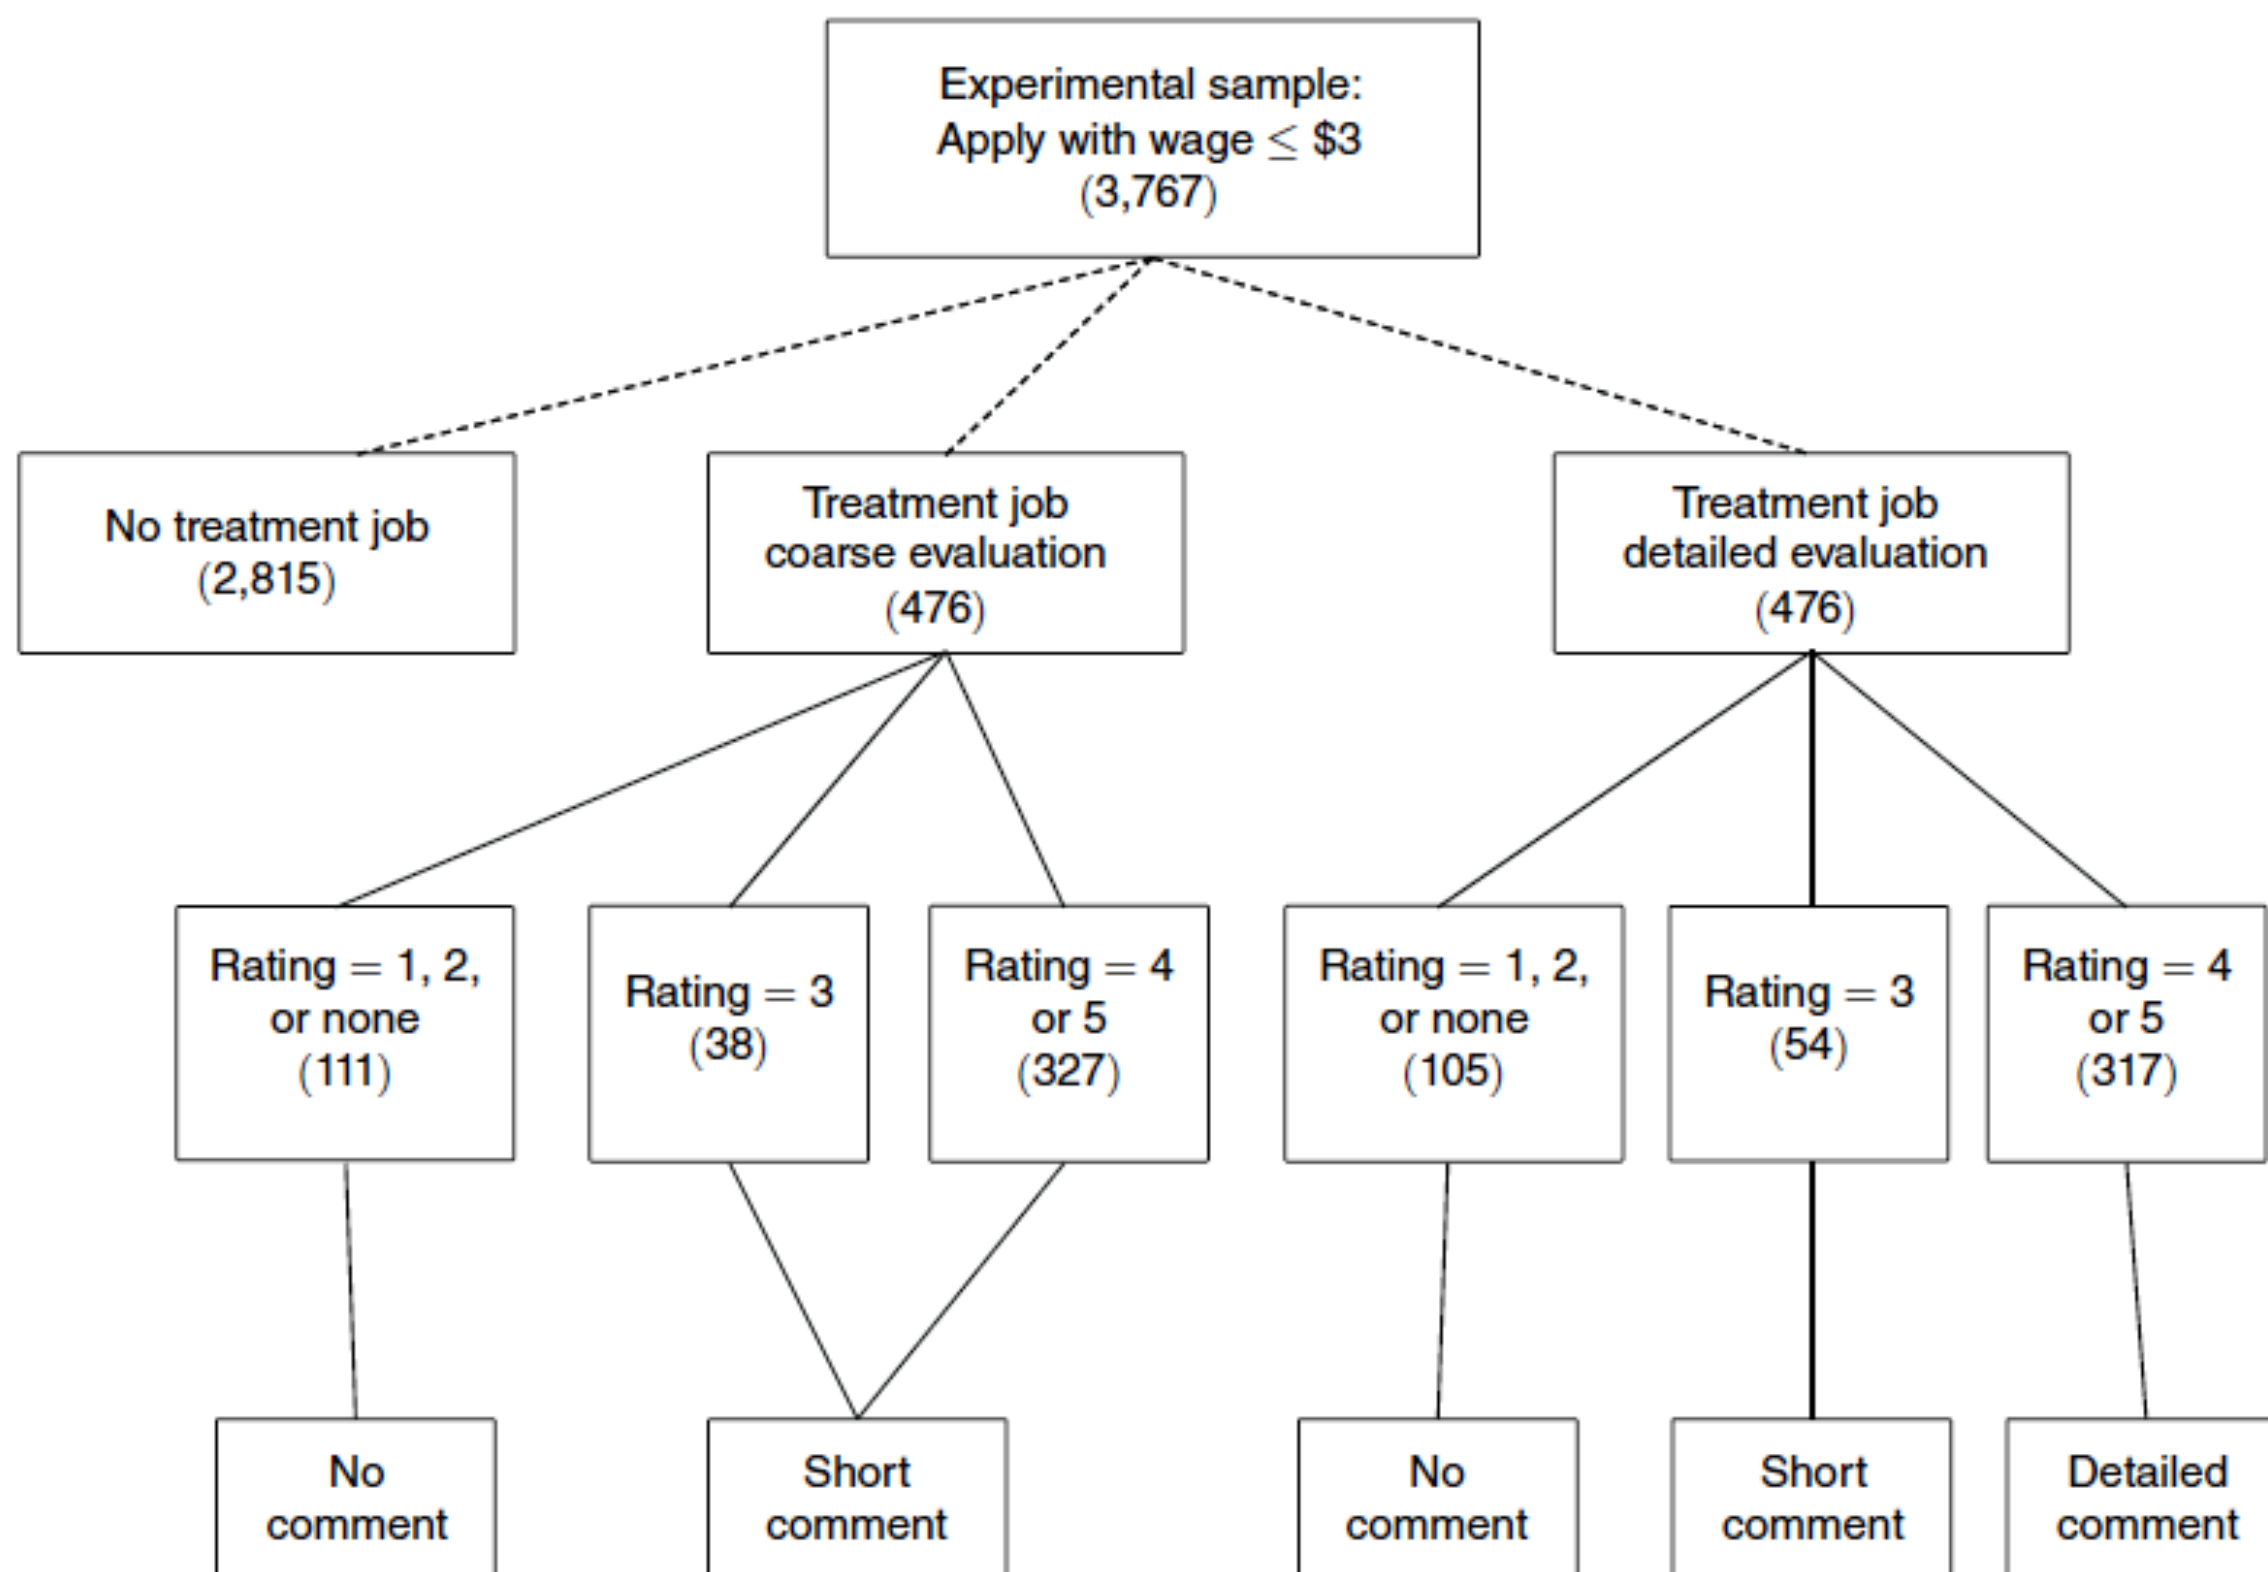 Experimental sample:
Apply with wage ≤ $3
(3,767)
No treatment job
(2,815)
Treatment job
coarse evaluation
(476)
Treatment job
detailed evaluation
(476)
Rating = 1, 2,
or none
(111)
Rating = 3
(38)
Rating = 4
or 5
(327)
Rating = 1, 2,
or none
(105)
Rating = 3
(54)
Rating = 4
or 5
(317)
No
comment
Short
comment
No
comment
Short
comment
Detailed
comment